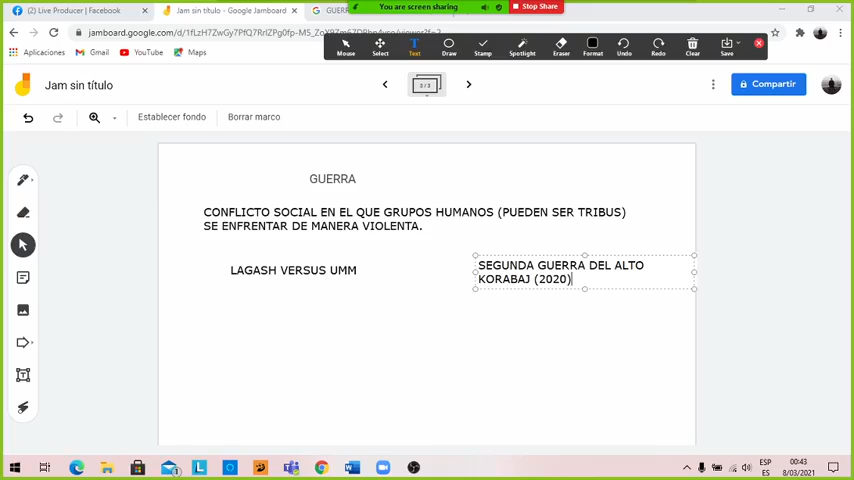 You are screen sharing
Stop Share
(2) Live Producer | Facebook
Jam sin título - Google Jamboard
GUERR
jamboard.google.com/d/1fLzH7ZwGy7PfQ7RrlZPg0fp-M5
Aplicaciones
Gmail
YouTube
Maps
Mouse
Select
Text
Draw
Stamp
Spotlight
Eraser
Format
Undo
Redo
Clear
Save
Jam sin título
3 / 3
Compartir
Establecer fondo
Borrar marco
GUERRA
CONFLICTO SOCIAL EN EL QUE GRUPOS HUMANOS (PUEDEN SER TRIBUS)
SE ENFRENTAR DE MANERA VIOLENTA.
LAGASH VERSUS UMM
SEGUNDA GUERRA DEL ALTO
KORABAJ (2020)
ESP
ES
00:43
8/03/2021